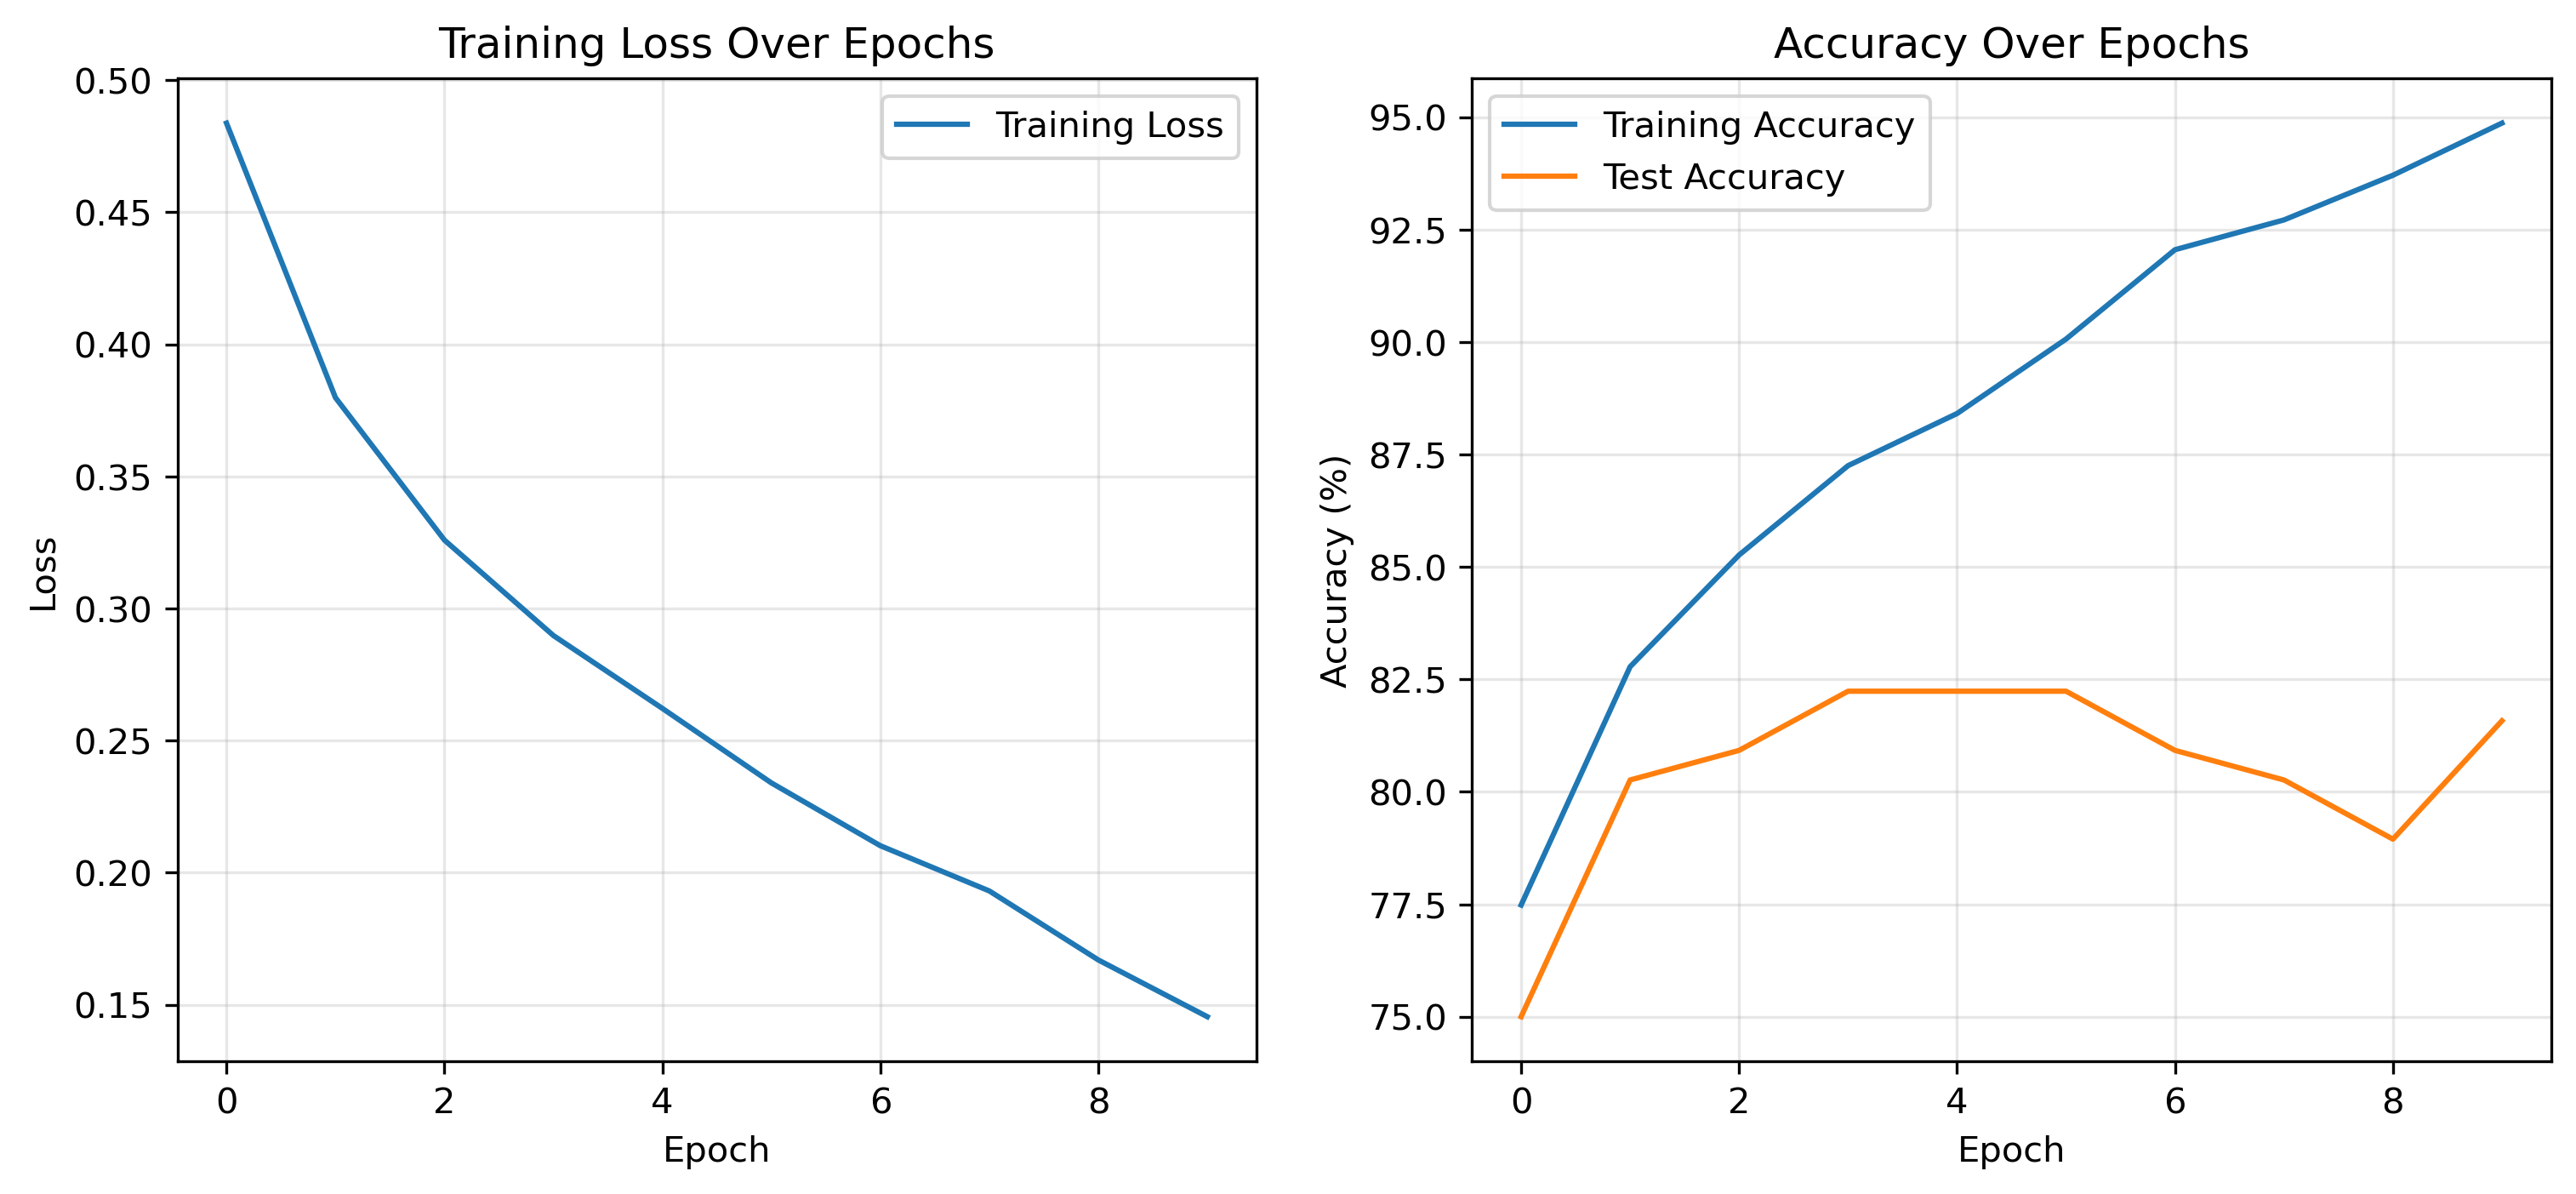 Training Loss Over Epochs
Training Loss
0.50
0.45
0.40
0.35
0.30
0.25
0.20
0.15
Loss
0 2 4 6 8
Epoch
Accuracy Over Epochs
Training Accuracy
Test Accuracy
95.0
92.5
90.0
87.5
85.0
82.5
80.0
77.5
75.0
Accuracy (%)
0 2 4 6 8
Epoch